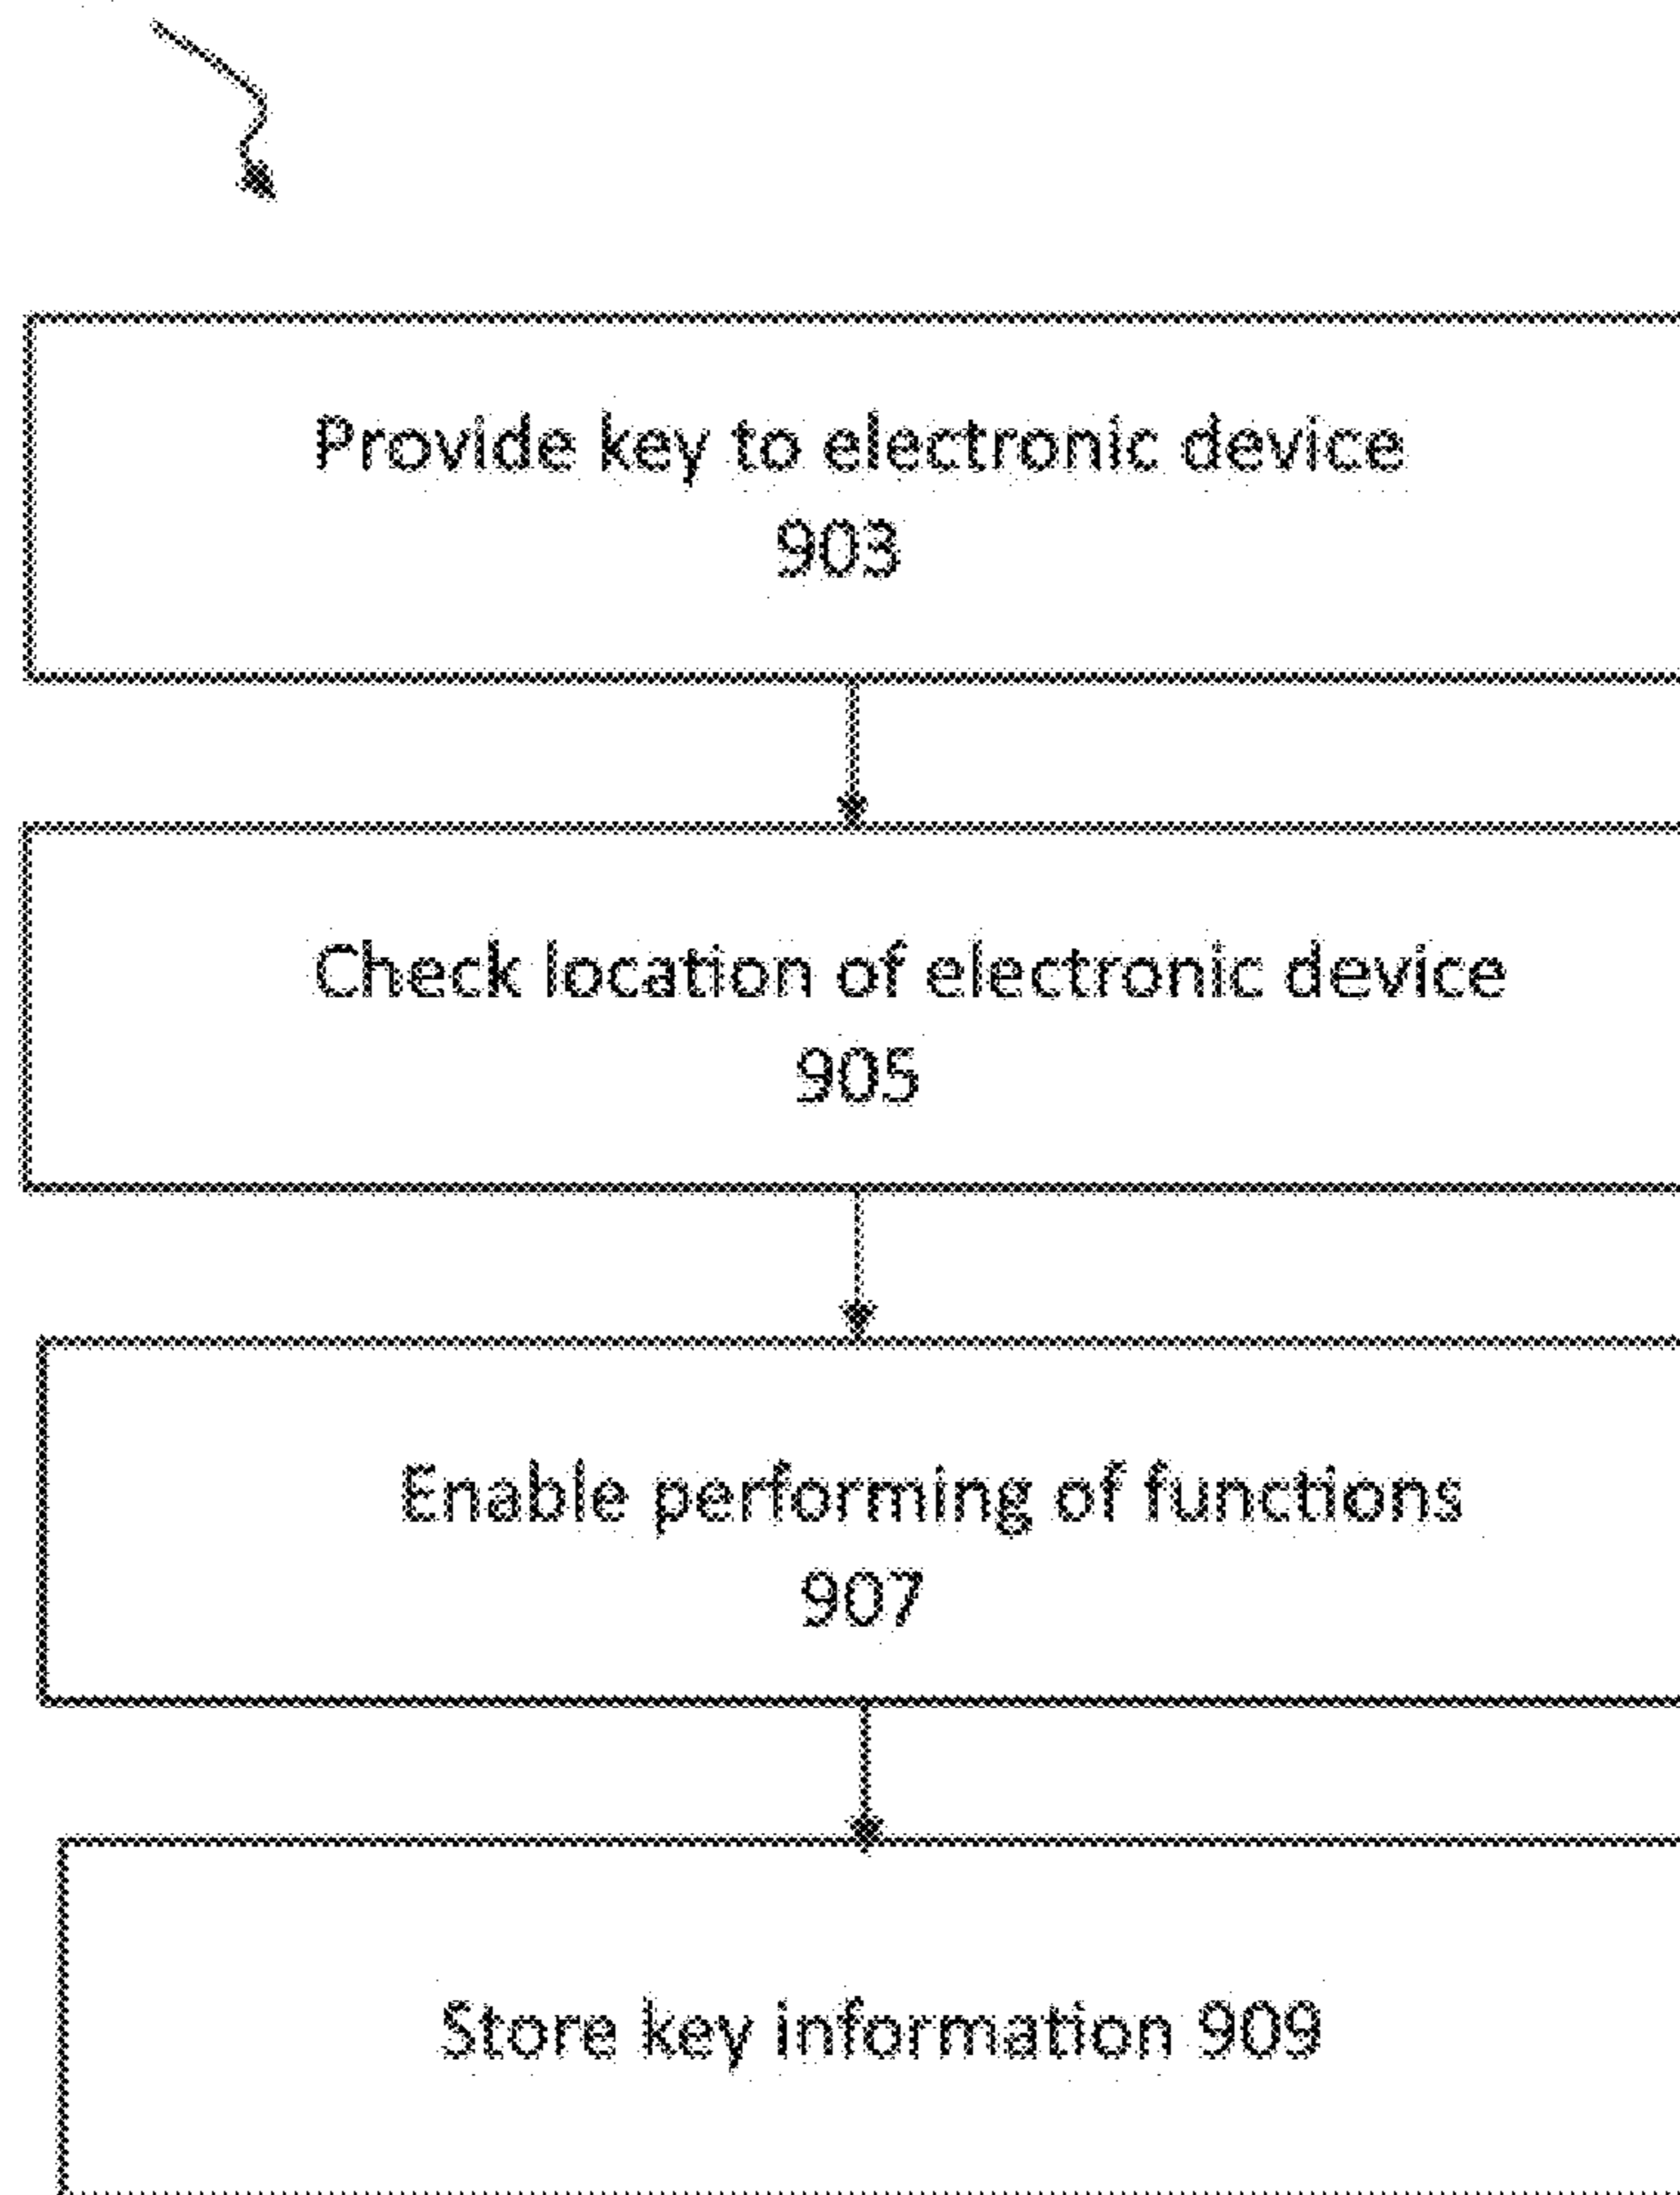 Provide key to electronic device
903
Check location of electronic device
905
Enable performing of functions
907
Store key information 909